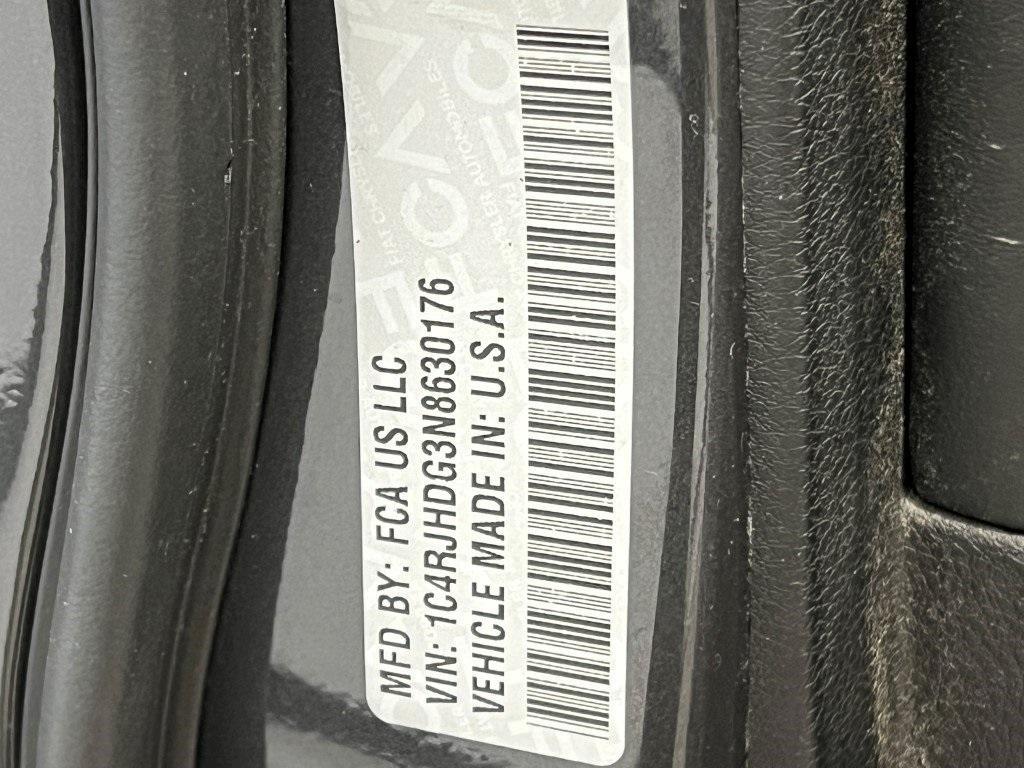 MFD BY: FCA US LLC
VIN: 1C4RJHDG3N8630176
VEHICLE MADE IN: U.S.A.